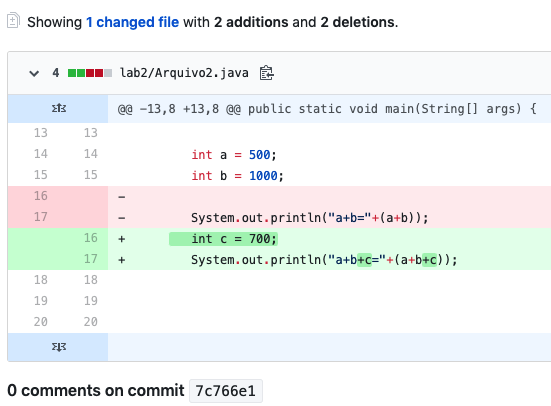 Showing 1 changed file with 2 additions and 2 deletions.
4 lab2/Arquivo2.java
@@ -13,8 +13,8 @@ public static void main(String[] args) {
13 13
14 14 int a = 500;
15 15 int b = 1000;
16 -
17 - System.out.println("a+b="+(a+b));
16 + int c = 700;
17 + System.out.println("a+b+c="+(a+b+c));
18 18
19 19
20 20
0 comments on commit 7c766e1